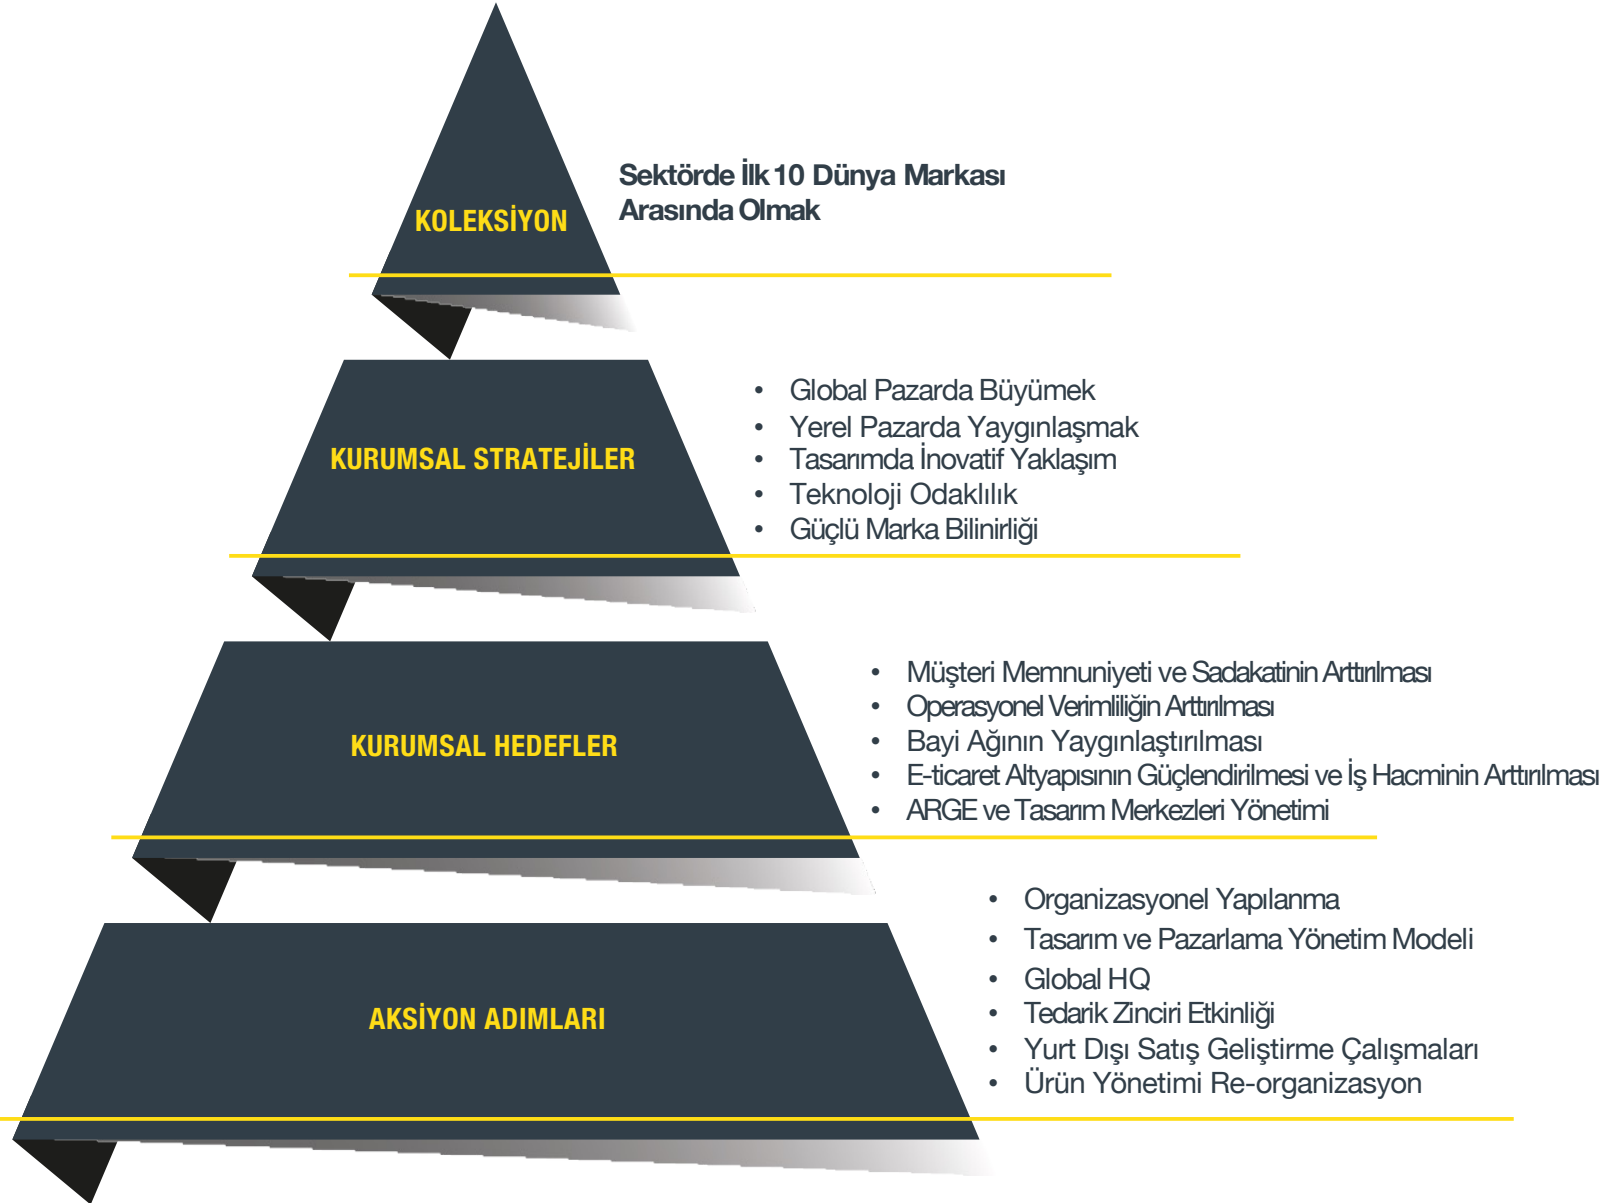 Sektörde İlk 10 Dünya Markası
Arasında Olmak
KOLEKSİYON
• Global Pazarda Büyümek
• Yerel Pazarda Yaygınlaşmak
• Tasarımda İnovatif Yaklaşım
• Teknoloji Odaklılık
• Güçlü Marka Bilinirliği
KURUMSAL STRATEJİLER
• Müşteri Memnuniyeti ve Sadakatinin Arttırılması
• Operasyonel Verimliliğin Arttırılması
• Bayi Ağının Yaygınlaştırılması
• E-ticaret Altyapısının Güçlendirilmesi ve İş Hacminin Arttırılması
• ARGE ve Tasarım Merkezleri Yönetimi
KURUMSAL HEDEFLER
• Organizasyonel Yapılanma
• Tasarım ve Pazarlama Yönetim Modeli
• Global HQ
• Tedarik Zinciri Etkinliği
• Yurt Dışı Satış Geliştirme Çalışmaları
• Ürün Yönetimi Re-organizasyon
AKSİYON ADIMLARI